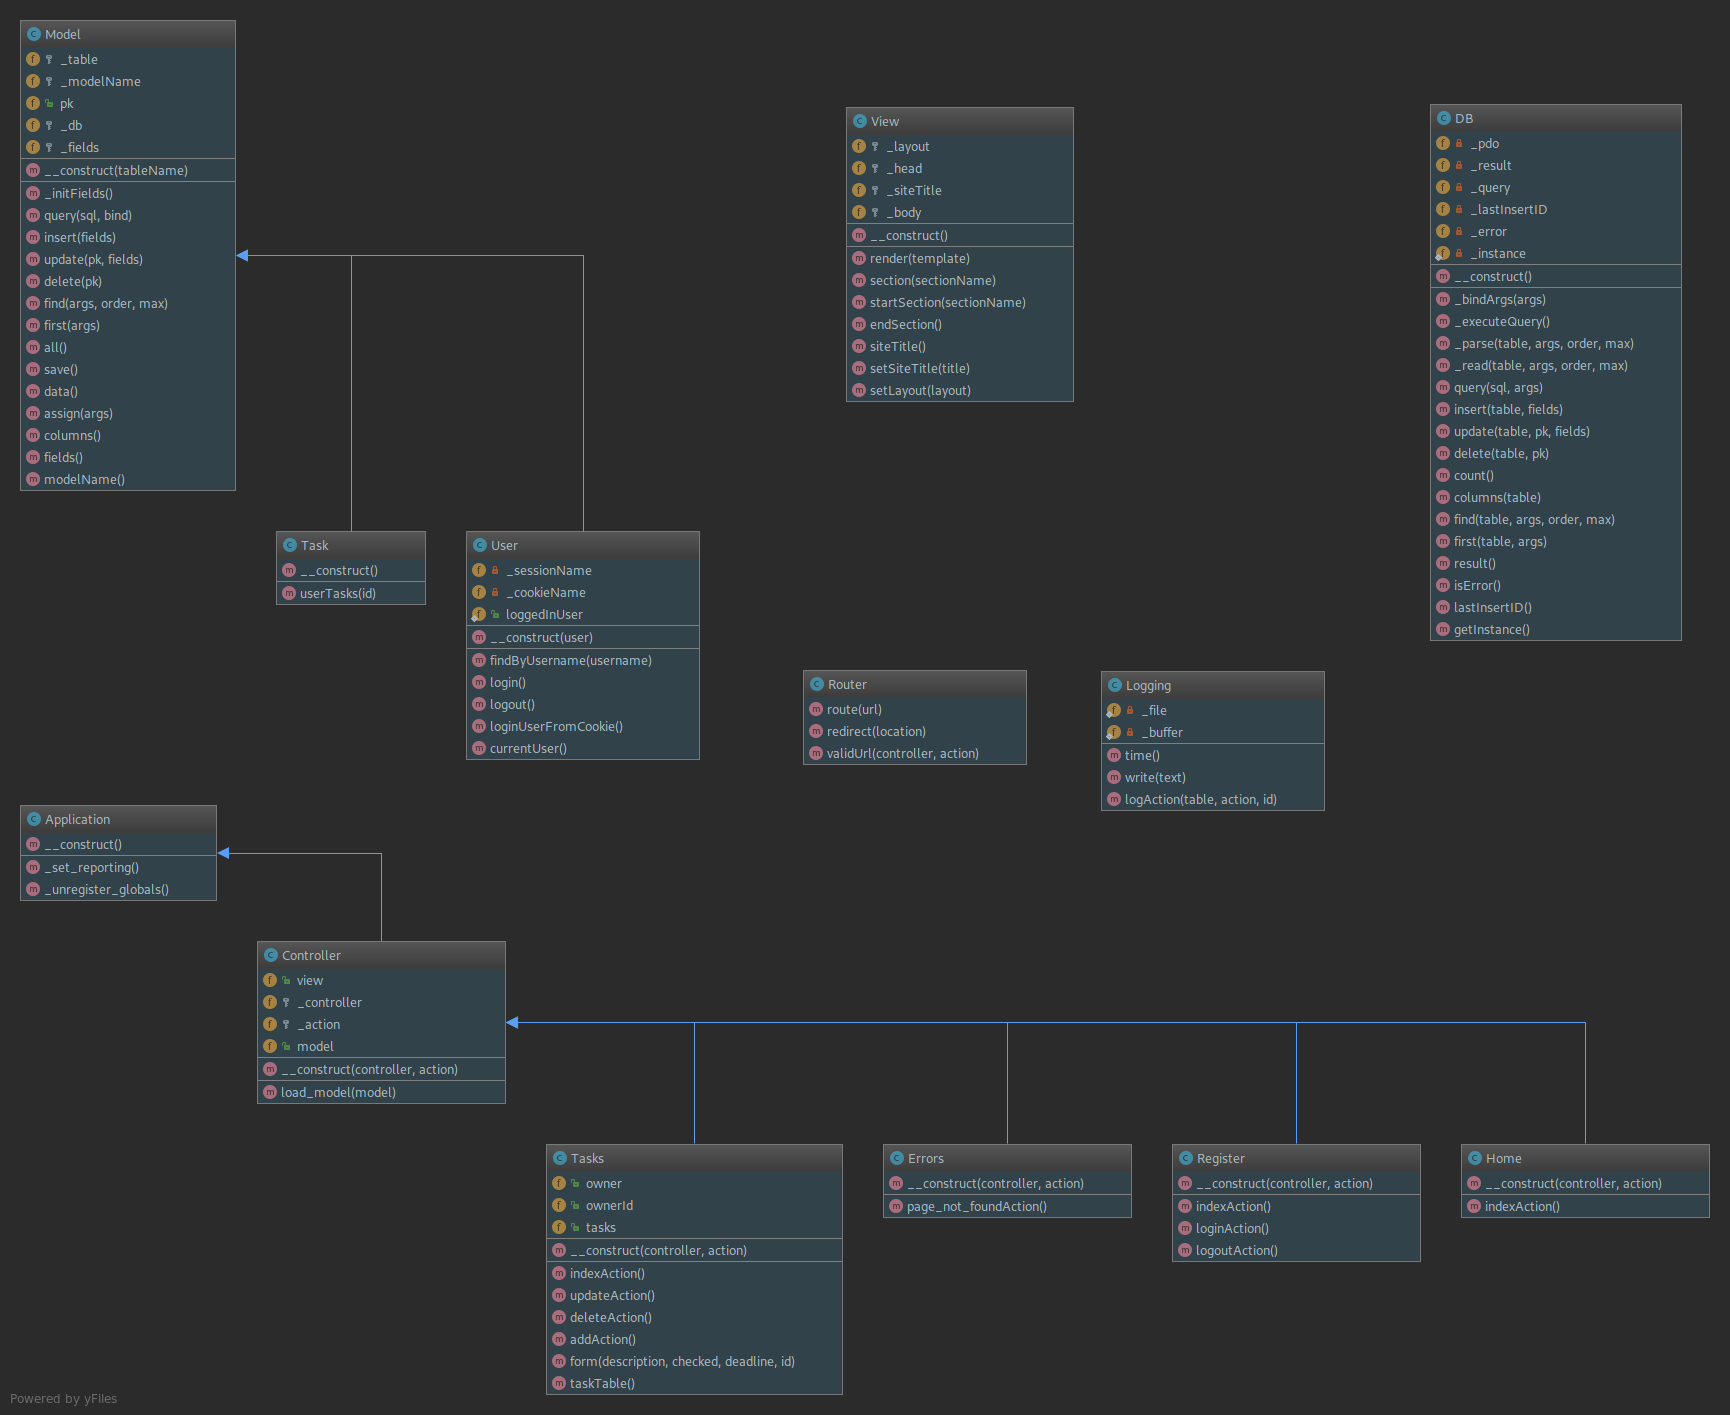 Model
_table
_modelName
pk
_db
_fields
__construct(tableName)
_initFields()
query(sql, bind)
insert(fields)
update(pk, fields)
delete(pk)
find(args, order, max)
first(args)
all()
save()
data()
assign(args)
columns()
fields()
modelName()
View
_layout
_head
_siteTitle
_body
__construct()
render(template)
section(sectionName)
startSection(sectionName)
endSection()
siteTitle()
setSiteTitle(title)
setLayout(layout)
DB
_pdo
_result
_query
_lastInsertID
_error
_instance
__construct()
_bindArgs(args)
_executeQuery()
_parse(table, args, order, max)
_read(table, args, order, max)
query(sql, args)
insert(table, fields)
update(table, pk, fields)
delete(table, pk)
count()
columns(table)
find(table, args, order, max)
first(table, args)
result()
isError()
lastInsertID()
getInstance()
Task
__construct()
userTasks(id)
User
_sessionName
_cookieName
loggedInUser
__construct(user)
findByUsername(username)
login()
logout()
loginUserFromCookie()
currentUser()
Router
route(url)
redirect(location)
validUrl(controller, action)
Logging
_file
_buffer
time()
write(text)
logAction(table, action, id)
Application
__construct()
_set_reporting()
_unregister_globals()
Controller
view
_controller
_action
model
__construct(controller, action)
load_model(model)
Tasks
owner
ownerId
tasks
__construct(controller, action)
indexAction()
updateAction()
deleteAction()
addAction()
form(description, checked, deadline, id)
taskTable()
Errors
__construct(controller, action)
page_not_foundAction()
Register
__construct(controller, action)
indexAction()
loginAction()
logoutAction()
Home
__construct(controller, action)
indexAction()
Powered by yFiles